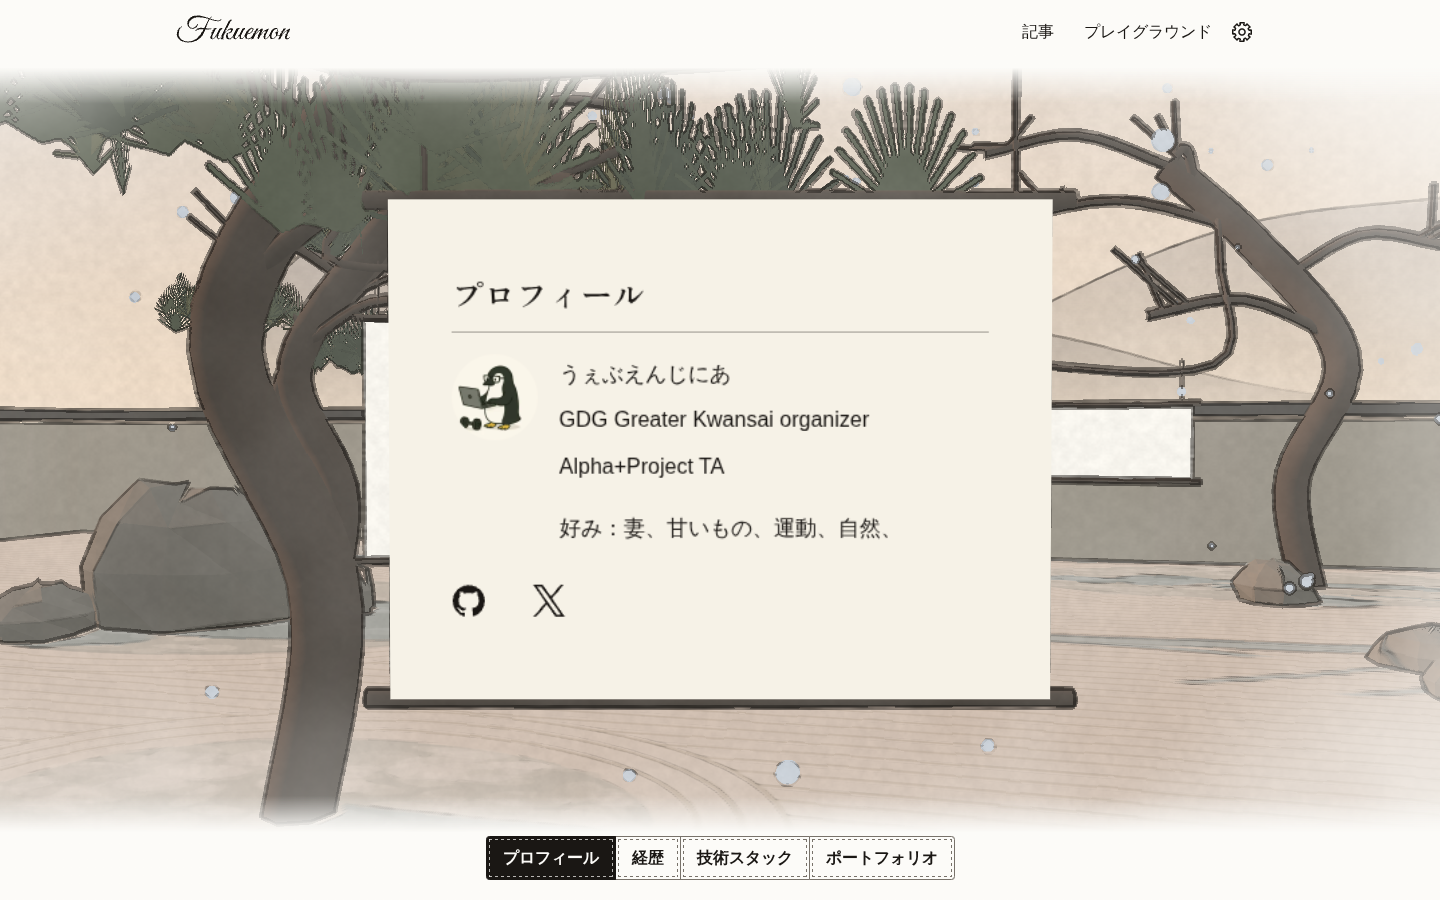 Fukuemon
記事 プレイグラウンド
プロフィール
うぇぶえんじにあ
GDG Greater Kwansai organizer
Alpha+Project TA
好み：妻、甘いもの、運動、自然、
プロフィール 経歴 技術スタック ポートフォリオ